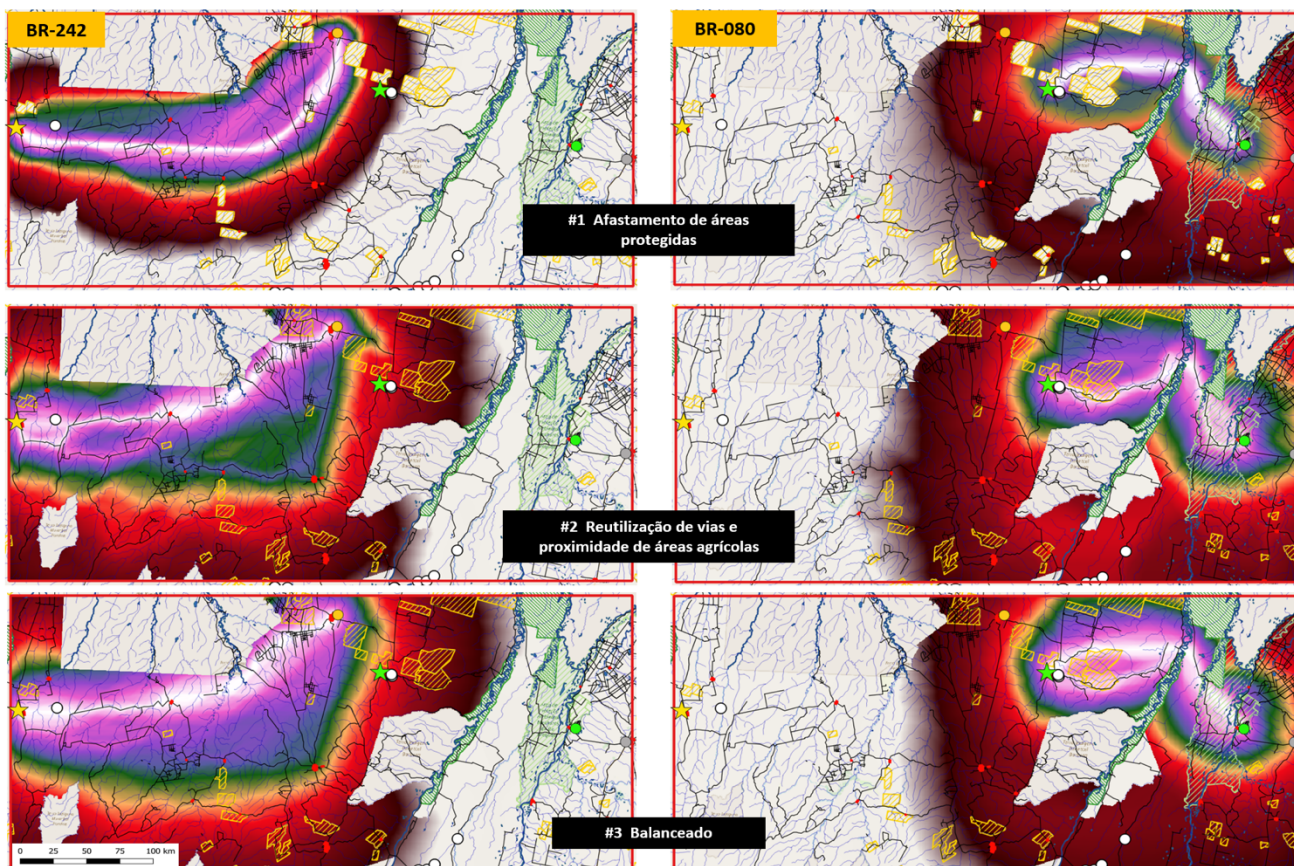 BR-242
BR-080
#1 Afastamento de áreas
protegidas
#2 Reutilização de vias e
proximidade de áreas agrícolas
#3 Balanceado
0 25 50 75 100 km